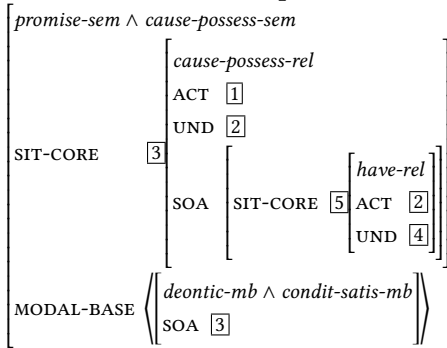 promise-sem ∧ cause-possess-sem
cause-possess-rel
ACT 1
UND 2
SIT-CORE 3
have-rel
SOA SIT-CORE 5 ACT 2
UND 4
MODAL-BASE ⟨ deontic-mb ∧ condit-satis-mb ⟩
SOA 3